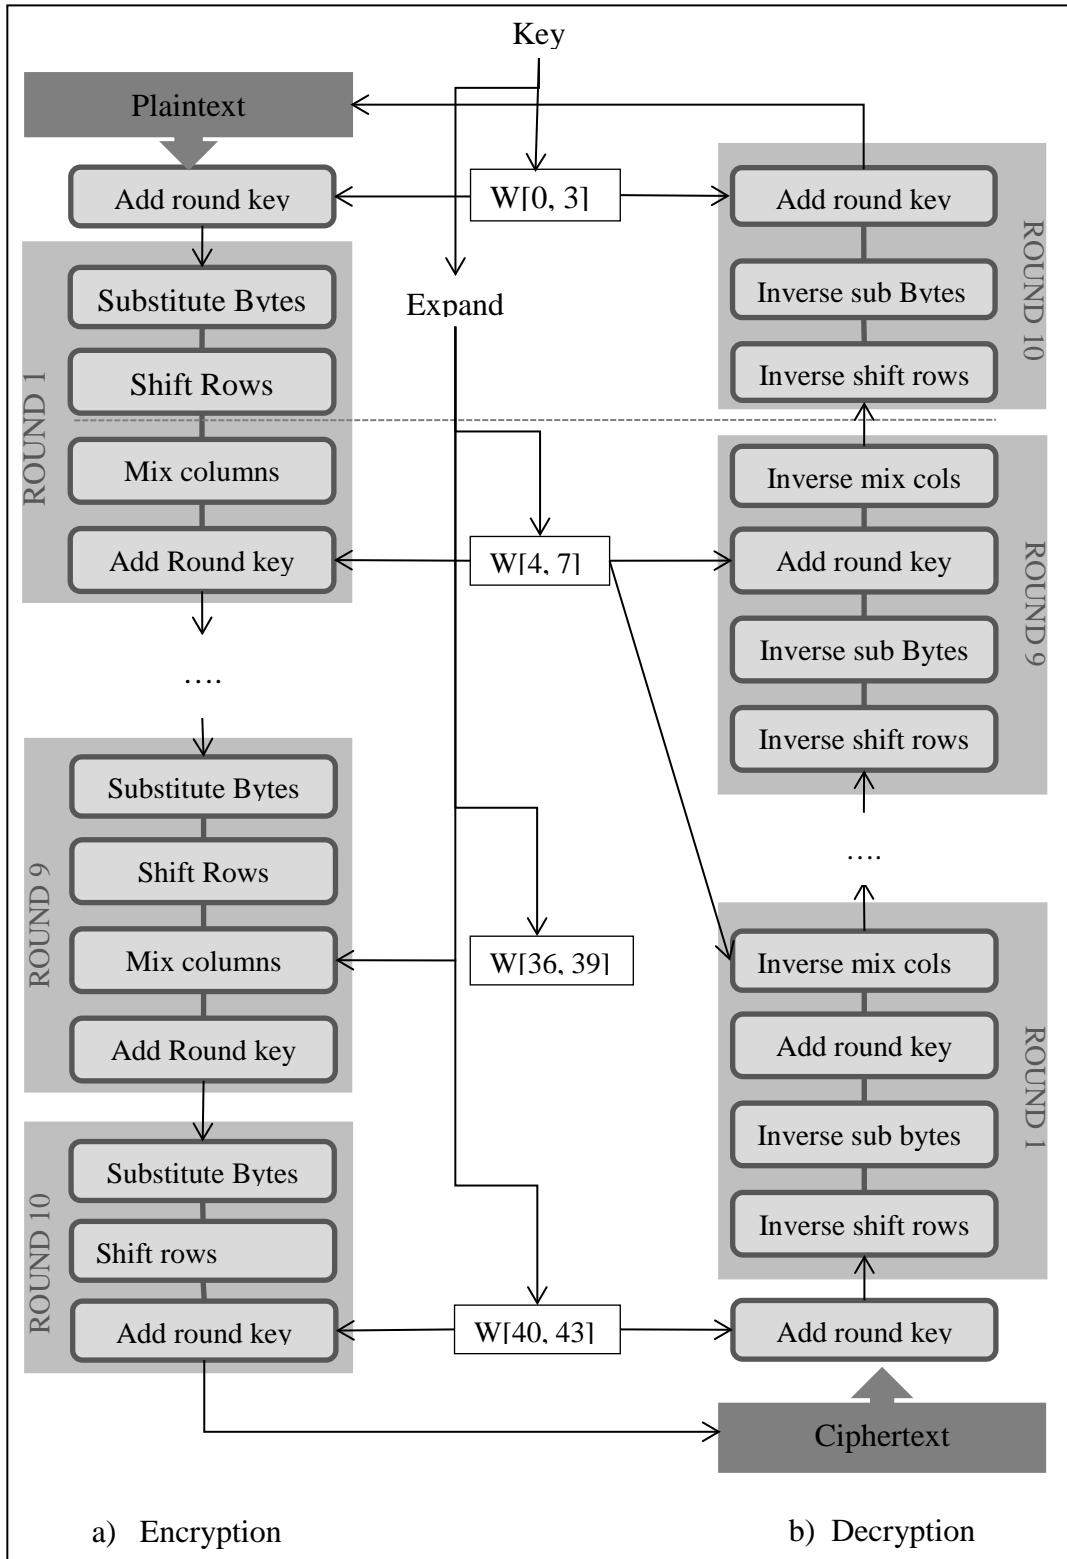 Key
Plaintext
Add round key
W[0, 3]
Add round key
Substitute Bytes
Inverse sub Bytes
Expand
Shift Rows
Inverse shift rows
ROUND 1
ROUND 10
Mix columns
Inverse mix cols
Add Round key
W[4, 7]
Add round key
ROUND 9
Inverse sub Bytes
….
Inverse shift rows
Substitute Bytes
Shift Rows
….
ROUND 9
Mix columns
W[36, 39]
Inverse mix cols
Add Round key
Add round key
ROUND 1
Substitute Bytes
Inverse sub bytes
Shift rows
Inverse shift rows
ROUND 10
Add round key
W[40, 43]
Add round key
Ciphertext
a) Encryption
b) Decryption